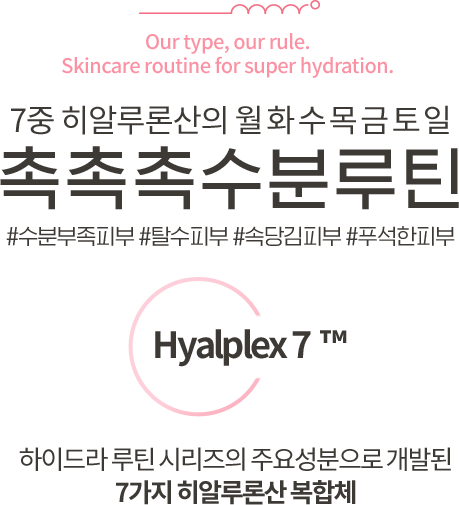 Our type, our rule.
Skincare routine for super hydration.
7중 히알루론산의 월화수목금토일
촉촉촉수분루틴
#수분부족피부 #탈수피부 #속당김피부 #푸석한피부
Hyalplex 7 ™
하이드라 루틴 시리즈의 주요성분으로 개발된
7가지 히알루론산 복합체